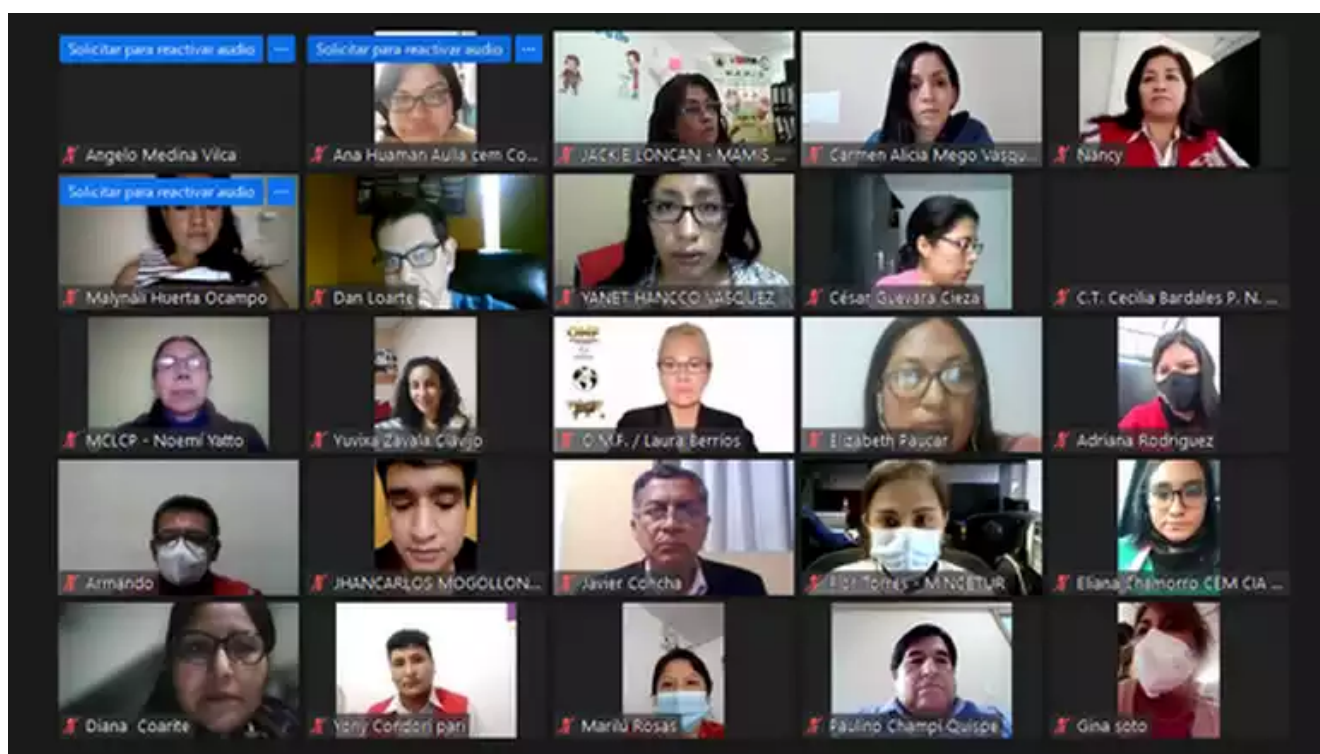 Solicitar para reactivar audio ...
Solicitar para reactivar audio ...
Angelo Medina Vilca
Ana Huaman Aulla cem Co...
JACKIE LONCAN - MAMIS ...
Carmen Alicia Mego Vasqu...
Nancy
Solicitar para reactivar audio ...
Malynali Huerta Ocampo
Dan Loarte
YANET HANCCO VASQUEZ
César Guevara Cieza
C.T. Cecilia Bardales P. N. ...
MCLCP - Noemí Yatto
Yuvixa Zavala Clavijo
O.M.F. / Laura Berríos
Elizabeth Paucar
Adriana Rodriguez
Armando
JHANCARLOS MOGOLLON...
Javier Concha
Flor Torres - MINCETUR
Eliana Chamorro CEM CIA ...
Diana Coarite
Yony Condori pari
Marilú Rosas
Paulino Champi Quispe
Gina soto